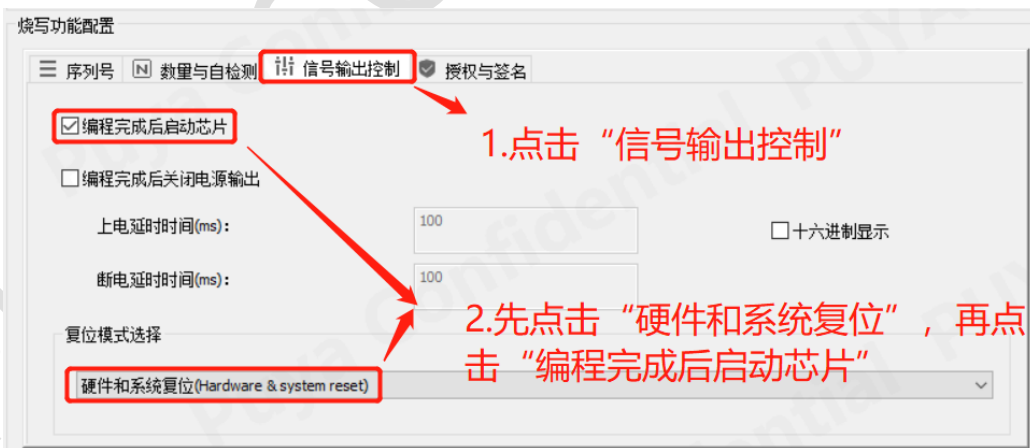 烧写功能配置
序列号 N 数量与自检测 信号输出控制 授权与签名
编程完成后启动芯片
1.点击“信号输出控制”
编程完成后关闭电源输出
上电延时时间(ms)： 100 十六进制显示
断电延时时间(ms)： 100
2.先点击“硬件和系统复位”，再点
击“编程完成后启动芯片”
复位模式选择
硬件和系统复位(Hardware & system reset)
Puya Confidential PUYA